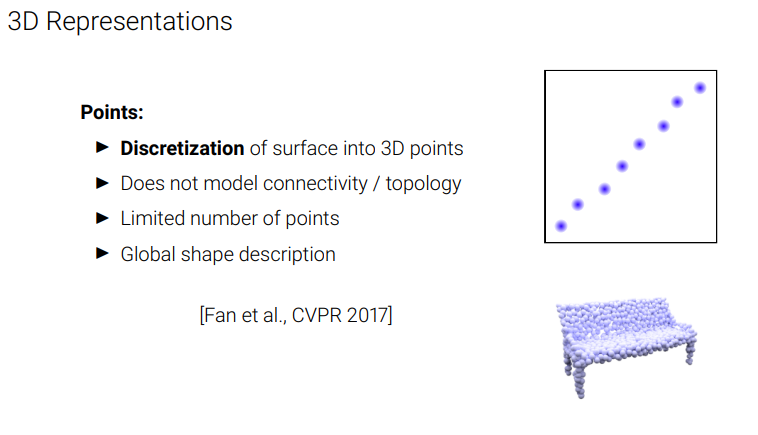 3D Representations
Points:
► Discretization of surface into 3D points
► Does not model connectivity / topology
► Limited number of points
► Global shape description
[Fan et al., CVPR 2017]